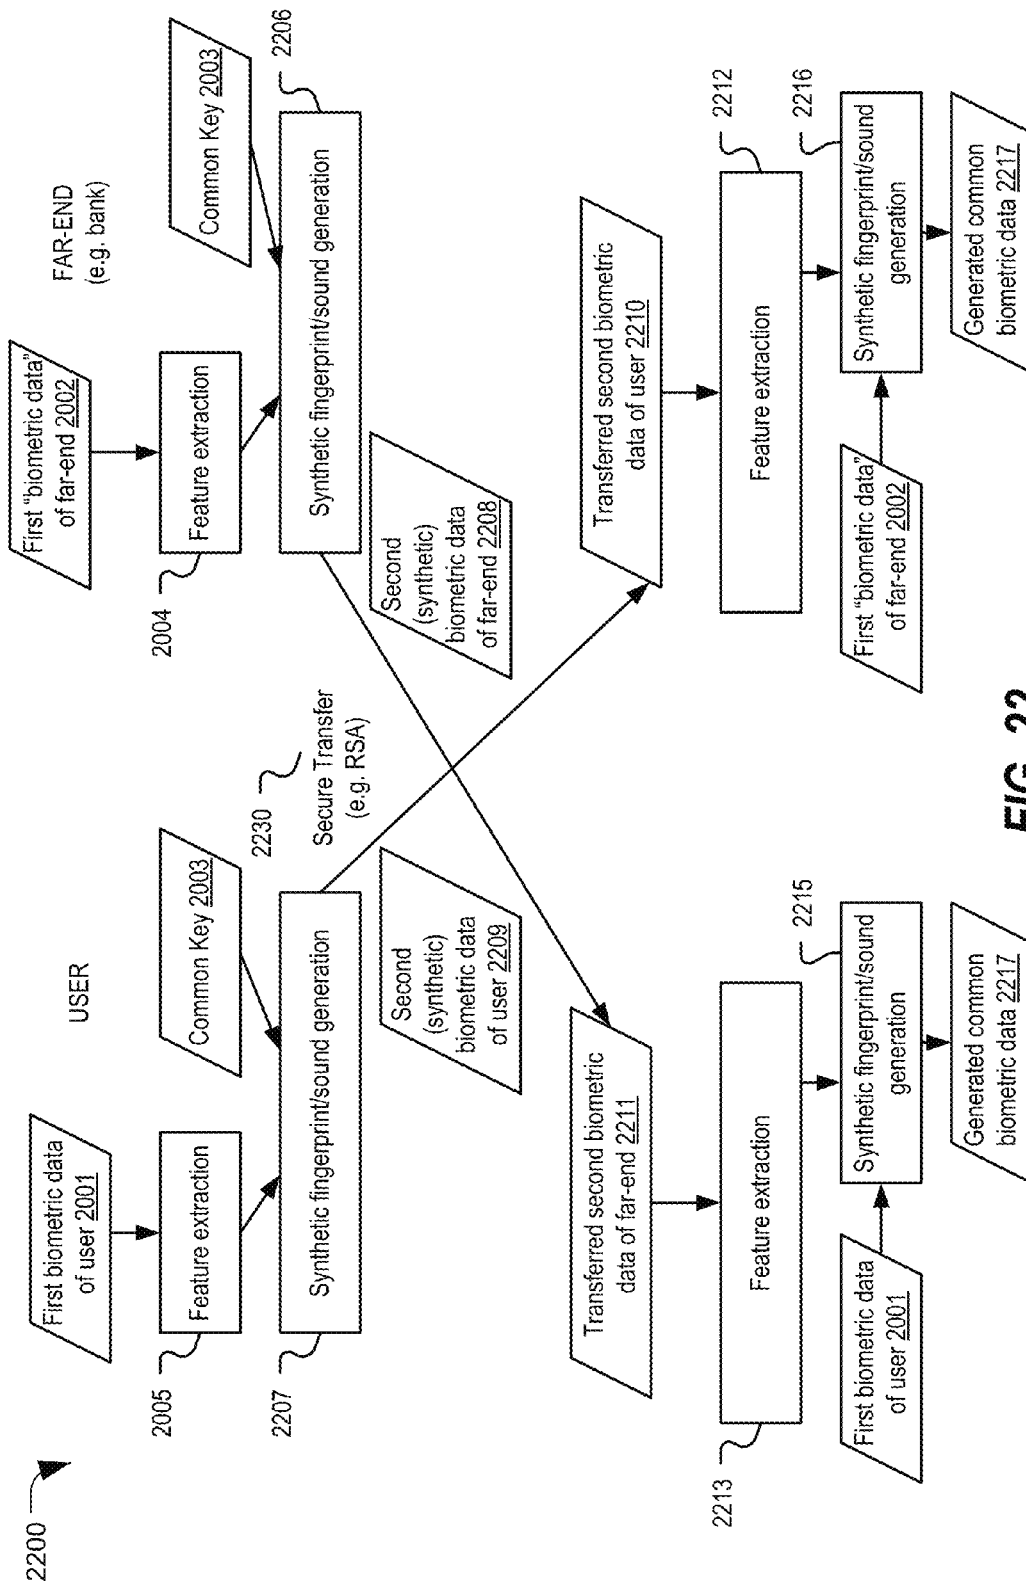 2200
USER
First biometric data
of user 2001
2005
Feature extraction
Common Key 2003
2207
Synthetic fingerprint/sound generation
Second
(synthetic)
biometric data
of user 2209
2230
Secure Transfer
(e.g. RSA)
FAR-END
(e.g. bank)
First “biometric data”
of far-end 2002
2004
Feature extraction
Common Key 2003
2206
Synthetic fingerprint/sound generation
Second
(synthetic)
biometric data
of far-end 2208
Transferred second biometric
data of far-end 2211
2213
Feature extraction
First biometric data
of user 2001
2215
Synthetic fingerprint/sound
generation
Generated common
biometric data 2217
Transferred second biometric
data of user 2210
2212
Feature extraction
First “biometric data”
of far-end 2002
2216
Synthetic fingerprint/sound
generation
Generated common
biometric data 2217
FIG. 22